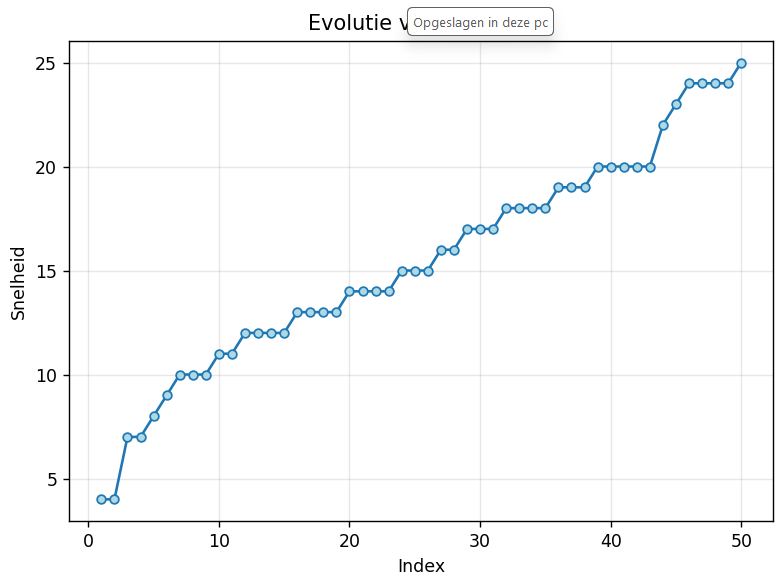 Evolutie
Opgeslagen in deze pc
25
20
15
10
5
Snelheid
0 10 20 30 40 50
Index